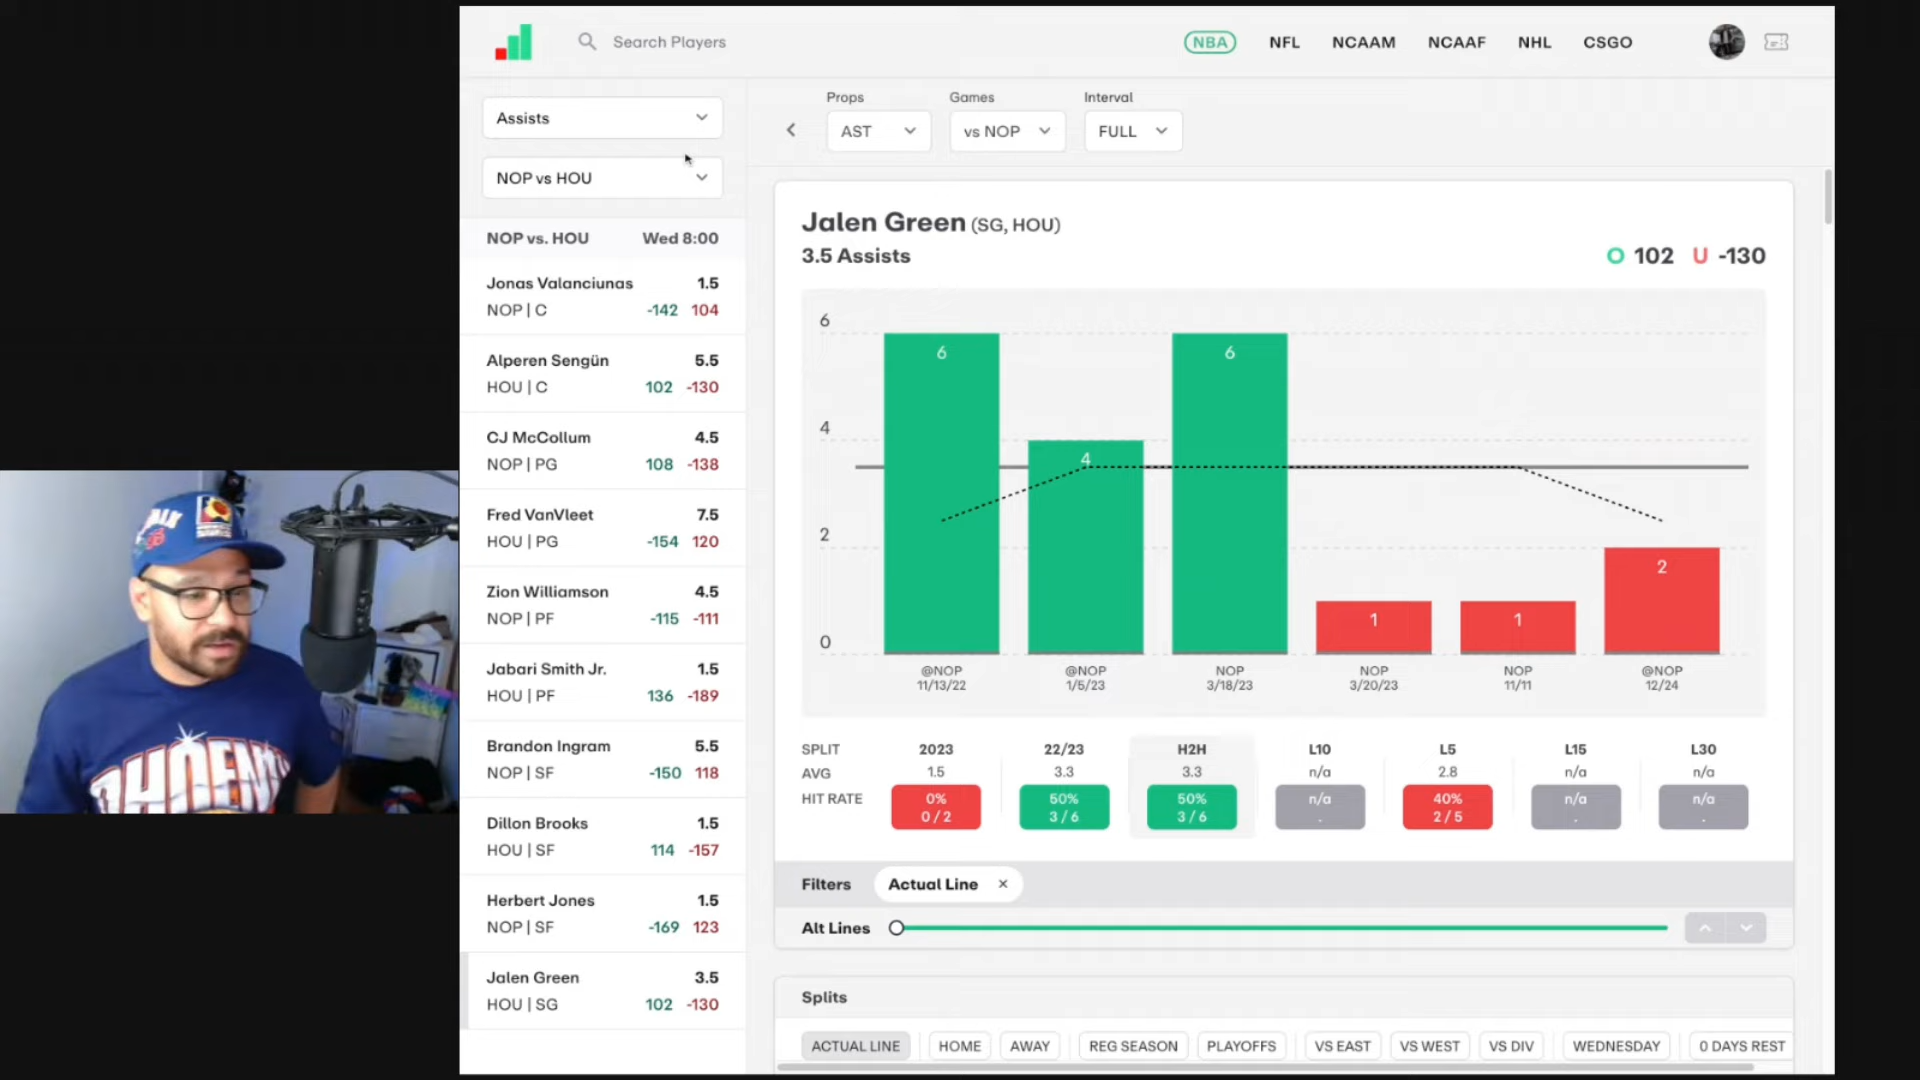 Search Players
NBA NFL NCAAM NCAAF NHL CSGO
Assists
NOP vs HOU
NOP vs. HOU Wed 8:00
Jonas Valanciunas 1.5
NOP | C -142 104
Alperen Sengün 5.5
HOU | C 102 -130
CJ McCollum 4.5
NOP | PG 108 -138
Fred VanVleet 7.5
HOU | PG -154 120
Zion Williamson 4.5
NOP | PF -115 -111
Jabari Smith Jr. 1.5
HOU | PF 136 -189
Brandon Ingram 5.5
NOP | SF -150 118
Dillon Brooks 1.5
HOU | SF 114 -157
Herbert Jones 1.5
NOP | SF -169 123
Jalen Green 3.5
HOU | SG 102 -130
Props Games Interval
AST vs NOP FULL
Jalen Green (SG, HOU)
3.5 Assists O 102 U -130
6
4
2
0
6 4 6 1 1 2
@NOP @NOP NOP NOP NOP @NOP
11/13/22 1/5/23 3/18/23 3/20/23 11/11 12/24
SPLIT 2023 22/23 H2H L10 L5 L15 L30
AVG 1.5 3.3 3.3 n/a 2.8 n/a n/a
HIT RATE 0% 50% 50% n/a 40% n/a n/a
0 / 2 3 / 6 3 / 6 . 2 / 5 . .
Filters Actual Line ×
Alt Lines
Splits
ACTUAL LINE HOME AWAY REG SEASON PLAYOFFS VS EAST VS WEST VS DIV WEDNESDAY 0 DAYS REST